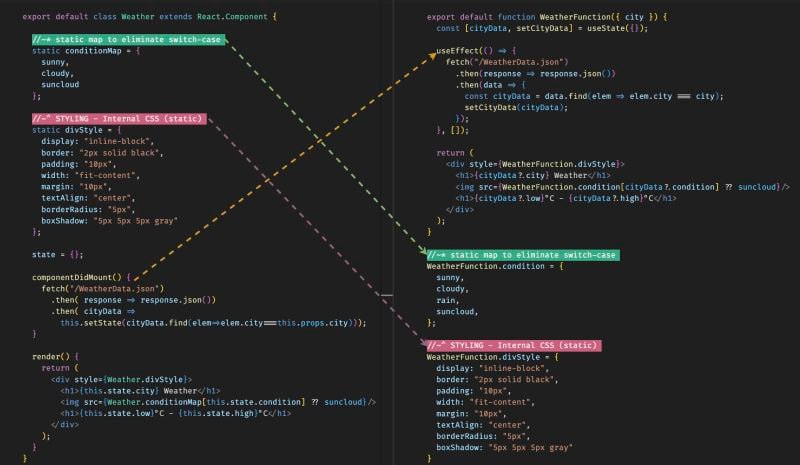 export default class Weather extends React.Component {
//~* static map to eliminate switch-case
static conditionMap = {
sunny,
cloudy,
suncloud
};
//~^ STYLING - Internal CSS (static)
static divStyle = {
display: "inline-block",
border: "2px solid black",
padding: "10px",
width: "fit-content",
margin: "10px",
textAlign: "center",
borderRadius: "5px",
boxShadow: "5px 5px 5px gray"
};
state = {};
componentDidMount() {
fetch("/WeatherData.json")
.then( response => response.json())
.then( cityData =>
this.setState(cityData.find(elem=>elem.city===this.props.city)));
}
render() {
return (
<div style={Weather.divStyle}>
<h1>{this.state.city} Weather</h1>
<img src={Weather.conditionMap[this.state.condition] ?? suncloud}/>
<h1>{this.state.low}°C - {this.state.high}°C</h1>
</div>
);
}
}
export default function WeatherFunction({ city }) {
const [cityData, setCityData] = useState({});
useEffect(() => {
fetch("/WeatherData.json")
.then(response => response.json())
.then(data => {
const cityData = data.find(elem => elem.city === city);
setCityData(cityData);
});
}, []);
return (
<div style={WeatherFunction.divStyle}>
<h1>{cityData?.city} Weather</h1>
<img src={WeatherFunction.condition[cityData?.condition] ?? suncloud}/>
<h1>{cityData?.low}°C - {cityData?.high}°C</h1>
</div>
);
}
//~* static map to eliminate switch-case
WeatherFunction.condition = {
sunny,
cloudy,
rain,
suncloud,
};
//~^ STYLING - Internal CSS (static)
WeatherFunction.divStyle = {
display: "inline-block",
border: "2px solid black",
padding: "10px",
width: "fit-content",
margin: "10px",
textAlign: "center",
borderRadius: "5px",
boxShadow: "5px 5px 5px gray"
}